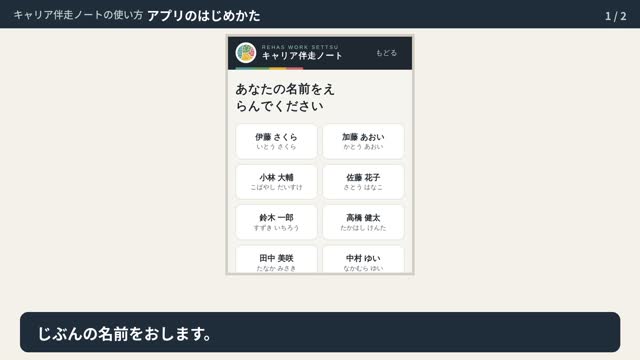 キャリア伴走ノートの使い方 アプリのはじめかた
1 / 2
REHAS WORK SETTSU
キャリア伴走ノート
もどる
あなたの名前をえ
らんでください
伊藤 さくら
いとう さくら
加藤 あおい
かとう あおい
小林 大輔
こばやし だいすけ
佐藤 花子
さとう はなこ
鈴木 一郎
すずき いちろう
高橋 健太
たかはし けんた
田中 美咲
たなか みさき
中村 ゆい
なかむら ゆい
じぶんの名前をおします。